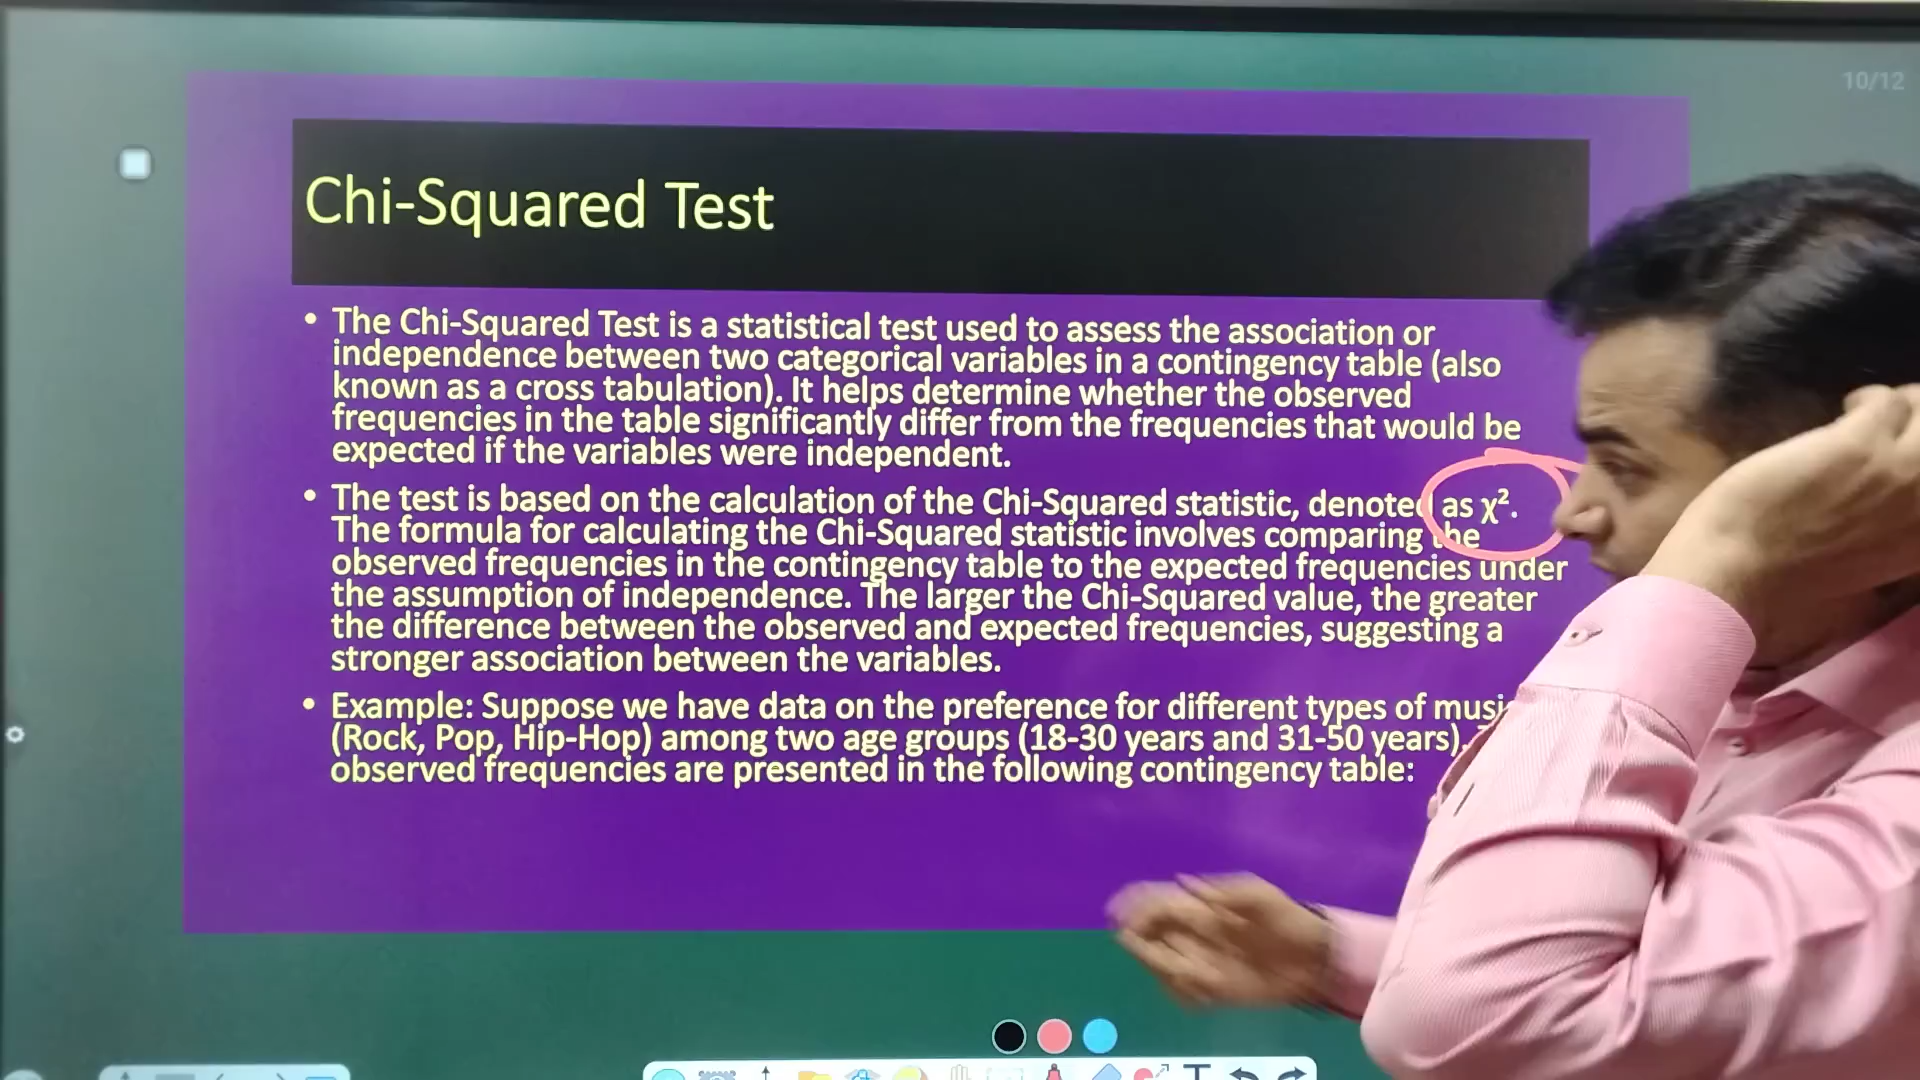 10/12
Chi-Squared Test
• The Chi-Squared Test is a statistical test used to assess the association or
independence between two categorical variables in a contingency table (also
known as a cross tabulation). It helps determine whether the observed
frequencies in the table significantly differ from the frequencies that would be
expected if the variables were independent.
• The test is based on the calculation of the Chi-Squared statistic, denoted as χ².
The formula for calculating the Chi-Squared statistic involves comparing the
observed frequencies in the contingency table to the expected frequencies under
the assumption of independence. The larger the Chi-Squared value, the greater
the difference between the observed and expected frequencies, suggesting a
stronger association between the variables.
• Example: Suppose we have data on the preference for different types of
(Rock, Pop, Hip-Hop) among two age groups (18-30 years and 31-50 years).
observed frequencies are presented in the following contingency table: